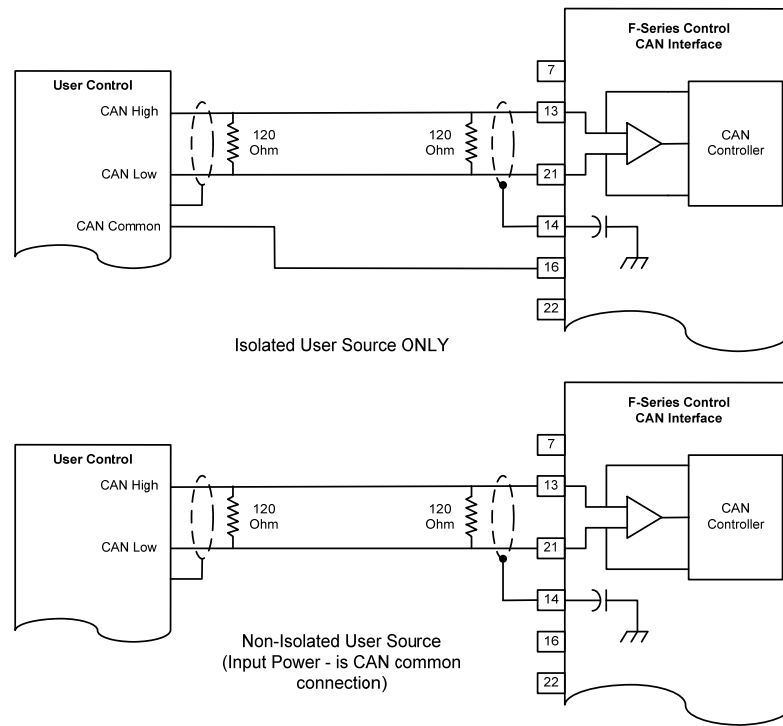 F-Series Control
CAN Interface
User Control
7
CAN High
13
120
Ohm
120
Ohm
CAN
Controller
CAN Low
21
CAN Common
14
16
22
Isolated User Source ONLY
F-Series Control
CAN Interface
User Control
7
CAN High
13
120
Ohm
120
Ohm
CAN
Controller
CAN Low
21
14
16
22
Non-Isolated User Source
(Input Power - is CAN common
connection)